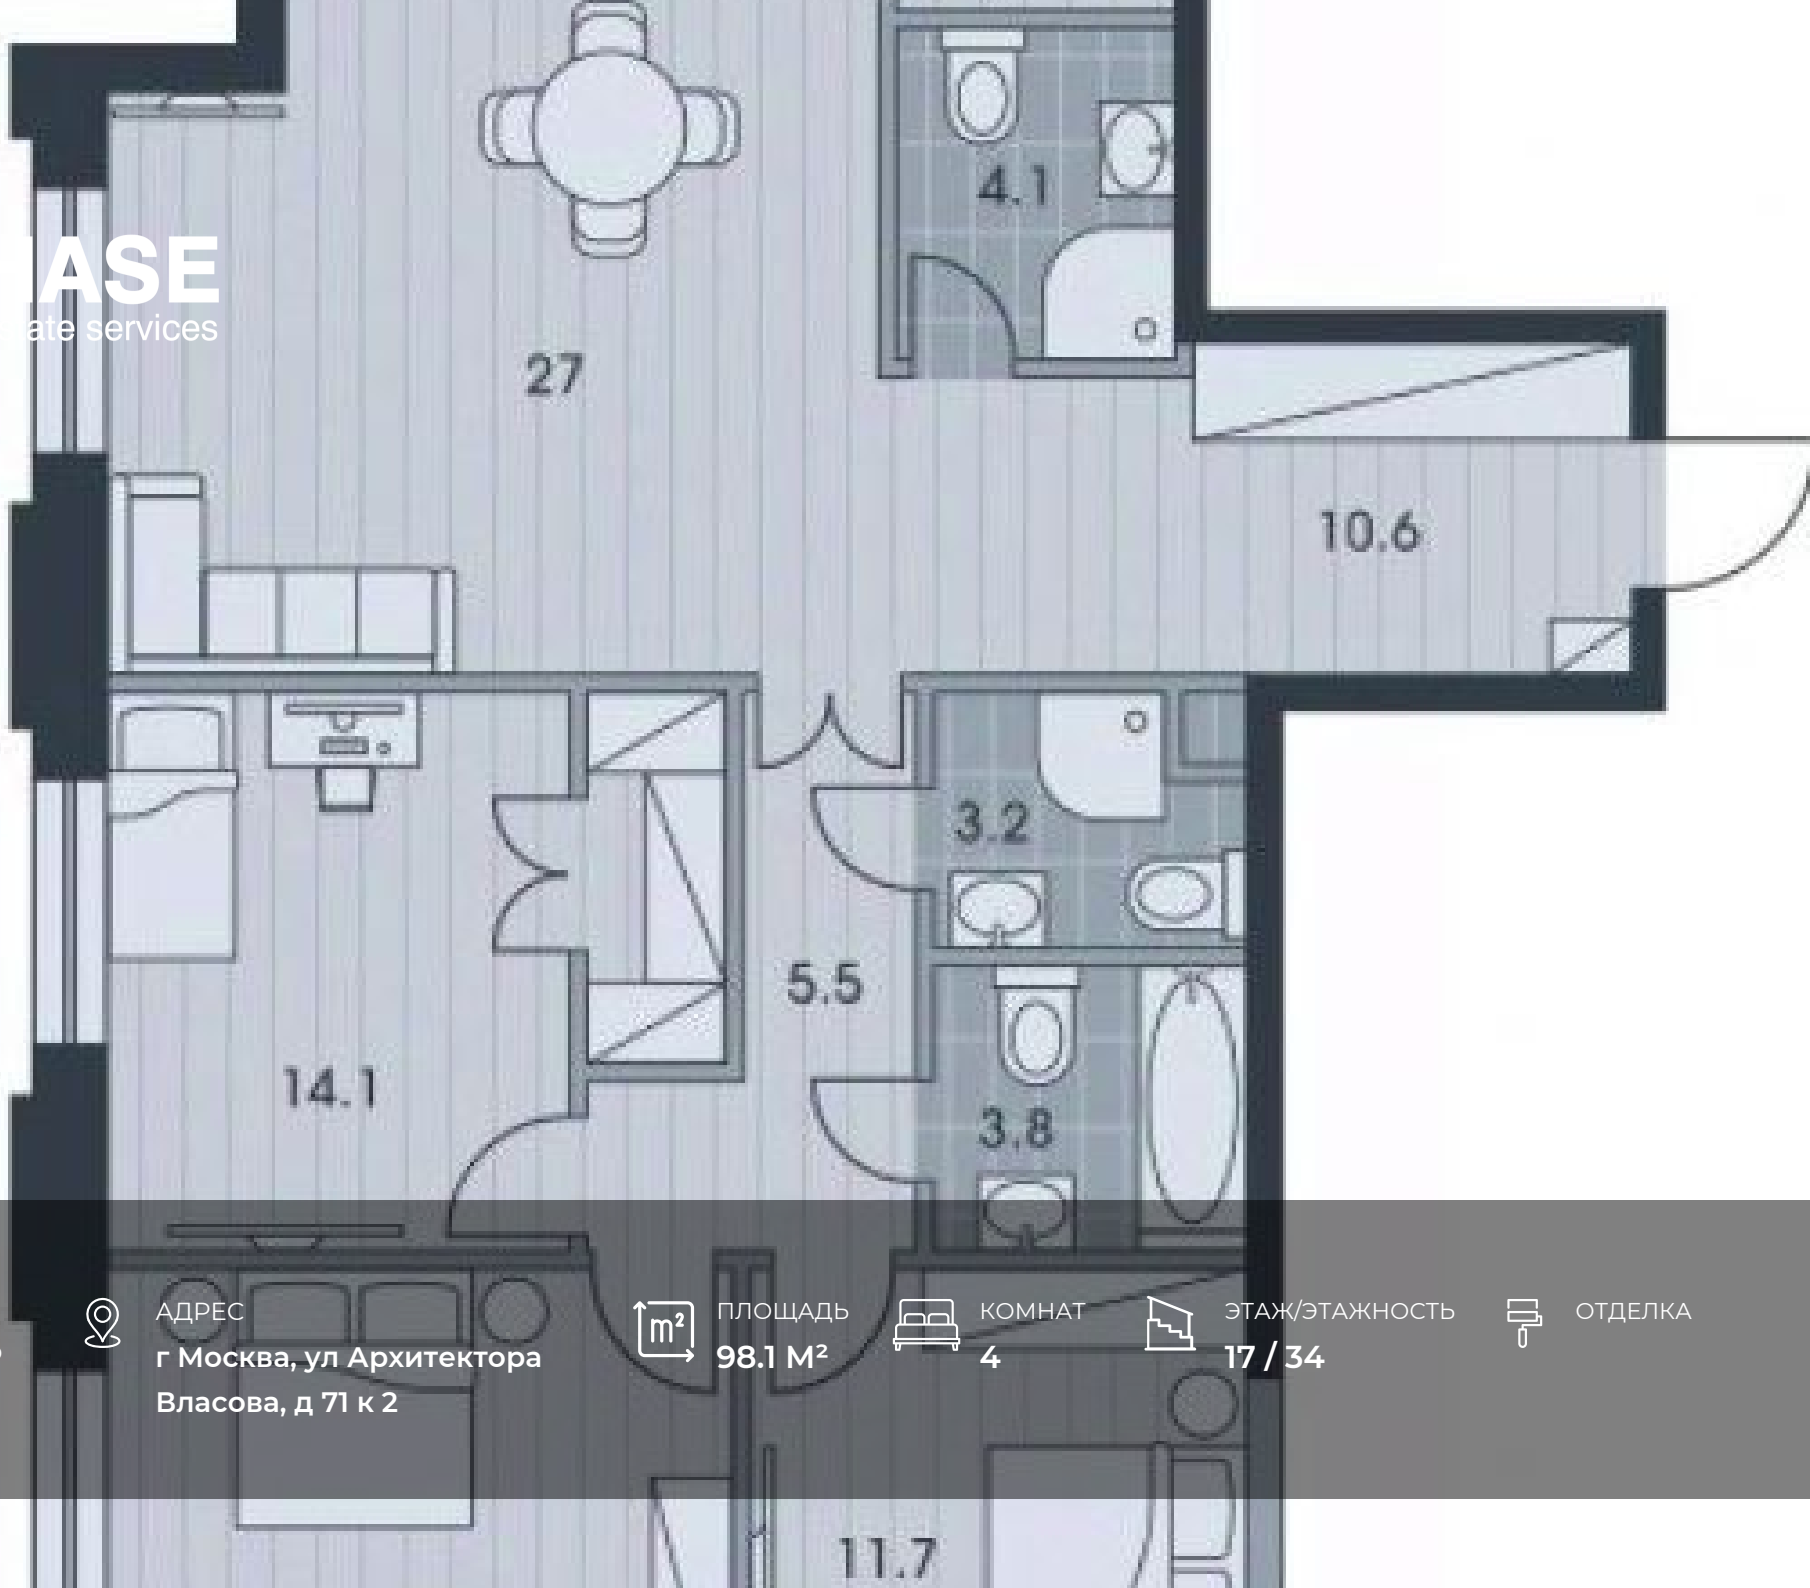 4.1
ate services
27
10.6
3.2
5.5
14.1
3.8
АДРЕС
г Москва, ул Архитектора
Власова, д 71 к 2
ПЛОЩАДЬ
98.1 М²
КОМНАТ
4
ЭТАЖ/ЭТАЖНОСТЬ
17 / 34
ОТДЕЛКА
m²
11.7